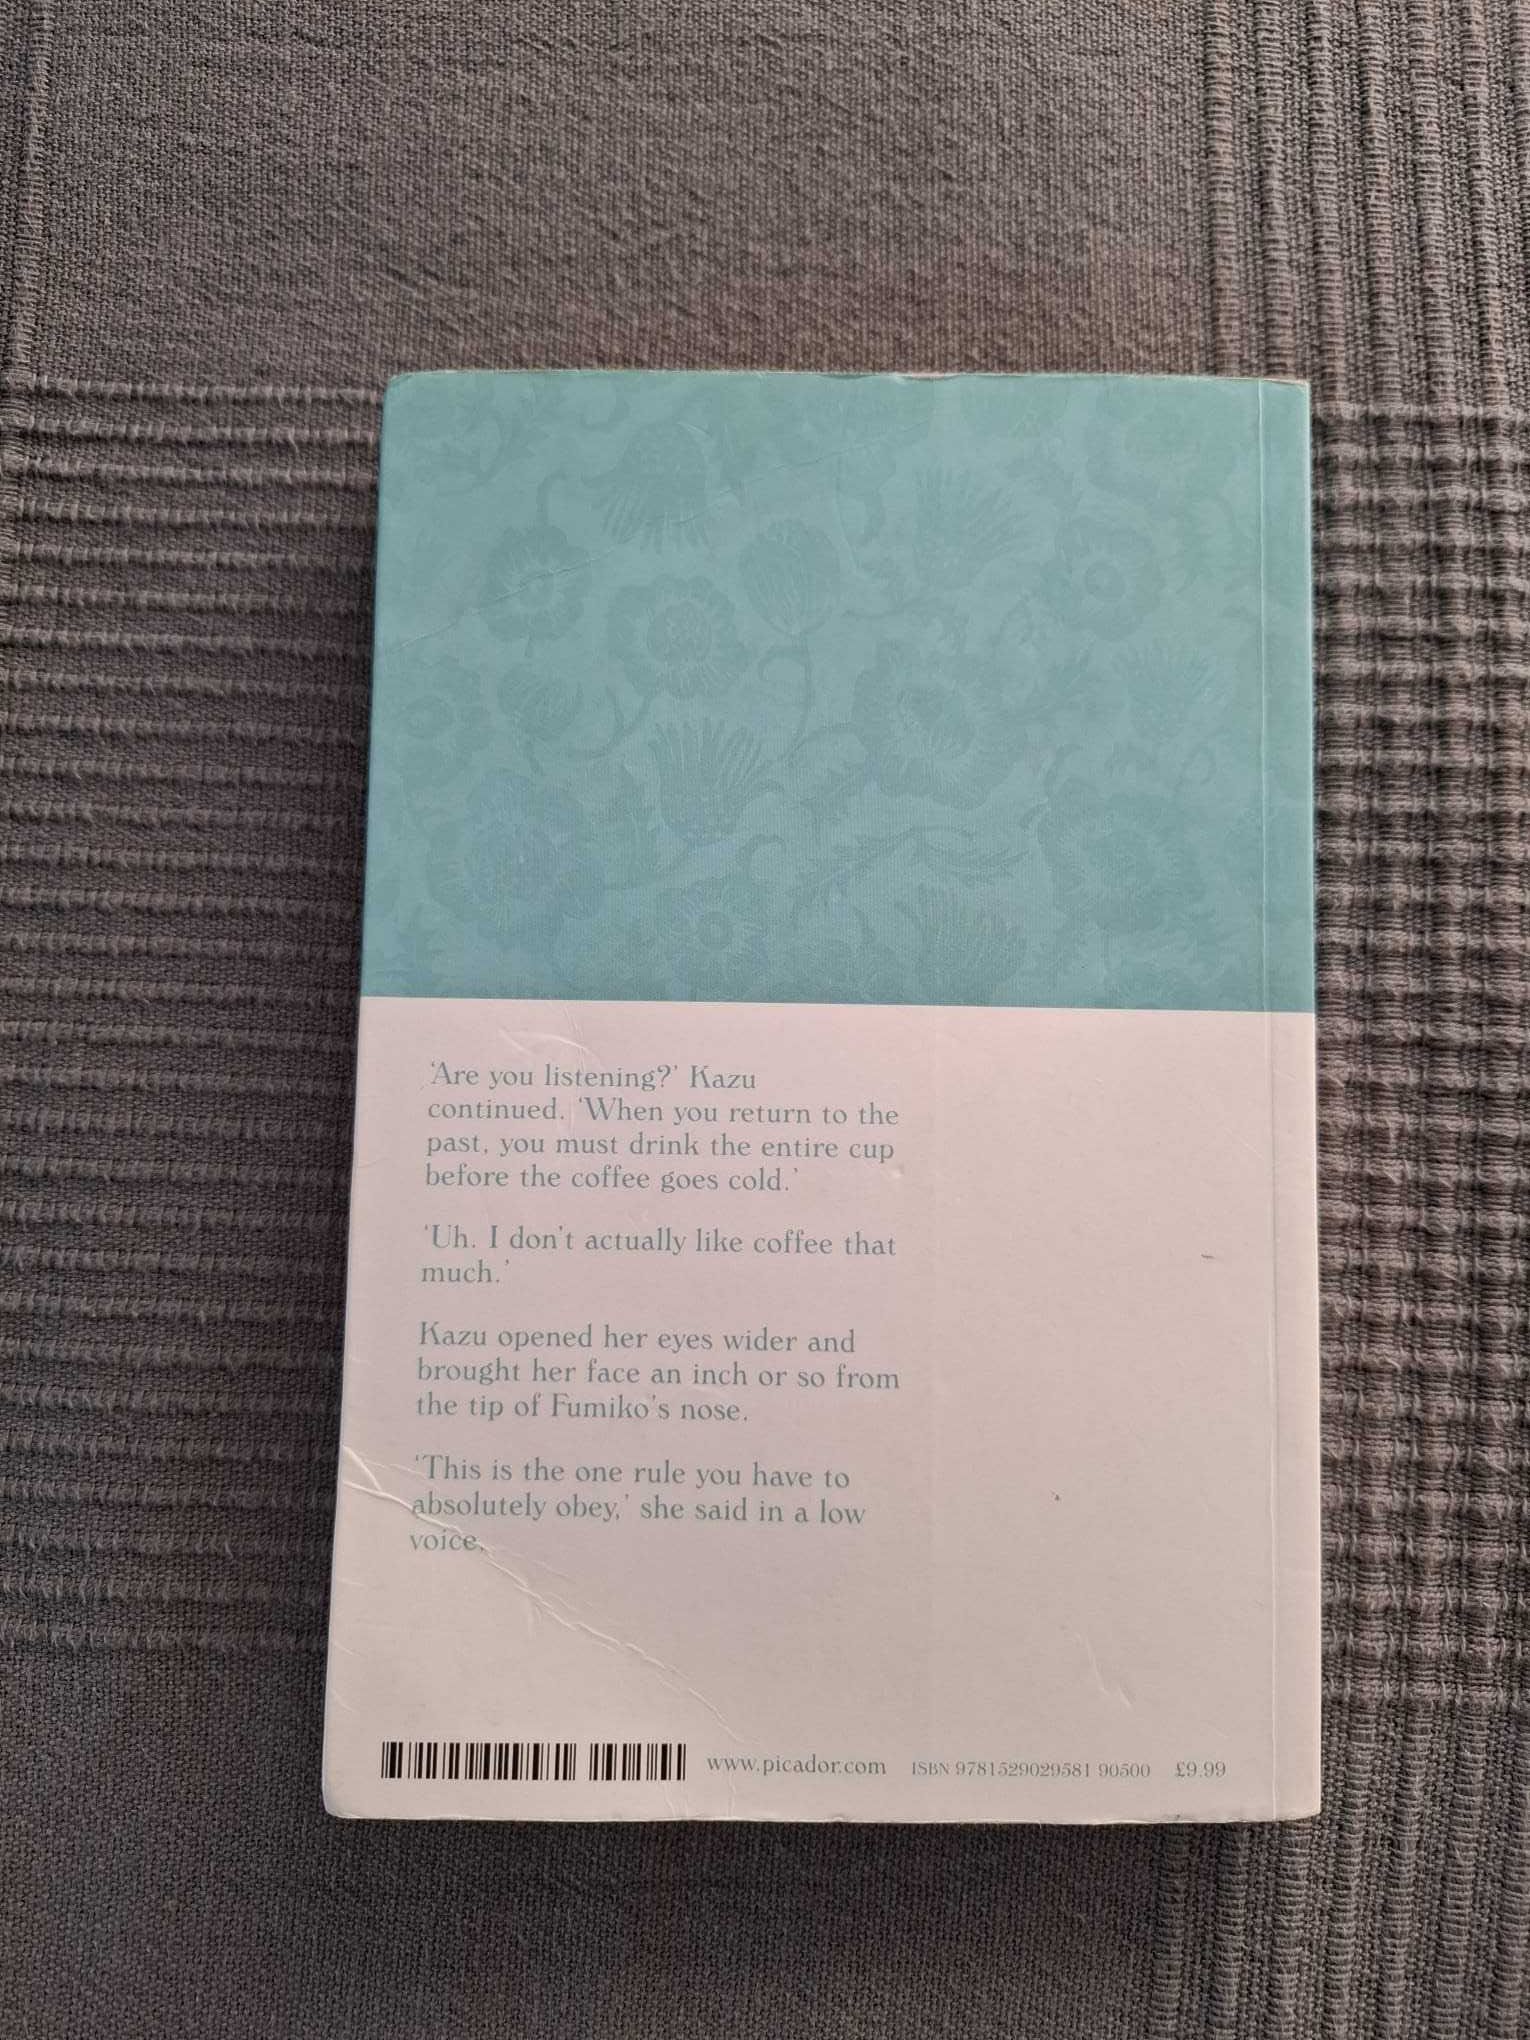 ‘Are you listening?’ Kazu
continued. ‘When you return to the
past, you must drink the entire cup
before the coffee goes cold.’
‘Uh. I don’t actually like coffee that
much.’
Kazu opened her eyes wider and
brought her face an inch or so from
the tip of Fumiko’s nose.
‘This is the one rule you have to
absolutely obey,’ she said in a low
voice.
www.picador.com ISBN 9781529029581 90500 £9.99